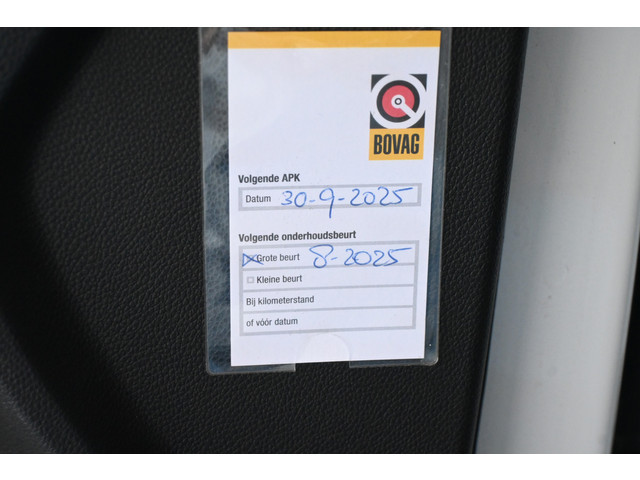 BOVAG
Volgende APK
Datum 30-9-2025
Volgende onderhoudsbeurt
Grote beurt 8-2025
Kleine beurt
Bij kilometerstand
of vóór datum